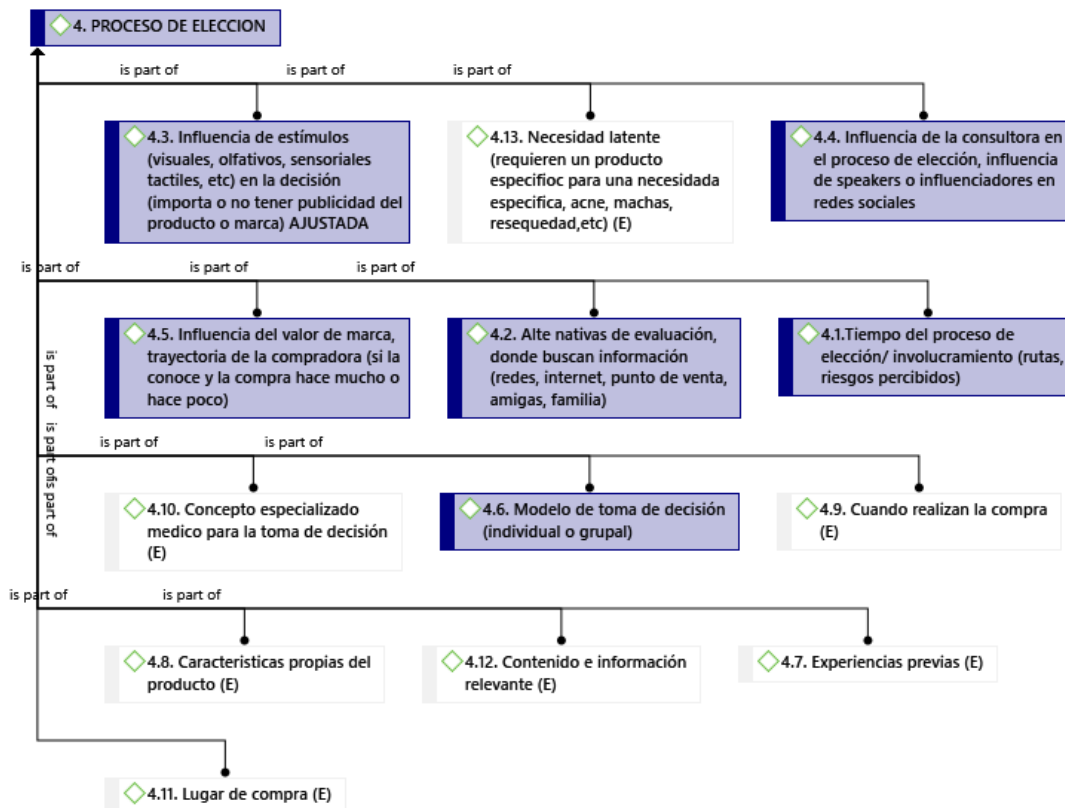 4. PROCESO DE ELECCION
is part of
is part of
is part of
4.3. Influencia de estímulos
(visuales, olfativos, sensoriales
tactiles, etc) en la decisión
(importa o no tener publicidad del
producto o marca) AJUSTADA
4.13. Necesidad latente
(requieren un producto
especifioc para una necesidada
especifica, acne, machas,
resequedad,etc) (E)
4.4. Influencia de la consultora en
el proceso de elección, influencia
de speakers o influenciadores en
redes sociales
is part of
is part of
is part of
4.5. Influencia del valor de marca,
trayectoria de la compradora (si la
conoce y la compra hace mucho o
hace poco)
4.2. Alte nativas de evaluación,
donde buscan información
(redes, internet, punto de venta,
amigas, familia)
4.1.Tiempo del proceso de
elección/ involucramiento (rutas,
riesgos percibidos)
is part of
is part of
is part of
is part of
is part of
4.10. Concepto especializado
medico para la toma de decisión
(E)
4.6. Modelo de toma de decisión
(individual o grupal)
4.9. Cuando realizan la compra
(E)
is part of
is part of
4.8. Caracteristicas propias del
producto (E)
4.12. Contenido e información
relevante (E)
4.7. Experiencias previas (E)
4.11. Lugar de compra (E)